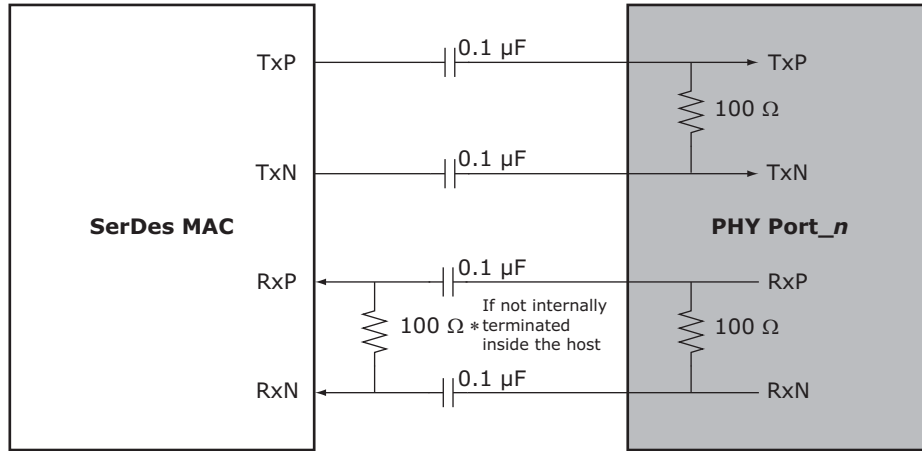 TxP
0.1 µF
TxP
100 Ω
TxN
0.1 µF
TxN
SerDes MAC
PHY Port_n
RxP
0.1 µF
RxP
100 Ω *
If not internally
terminated
inside the host
100 Ω
RxN
0.1 µF
RxN